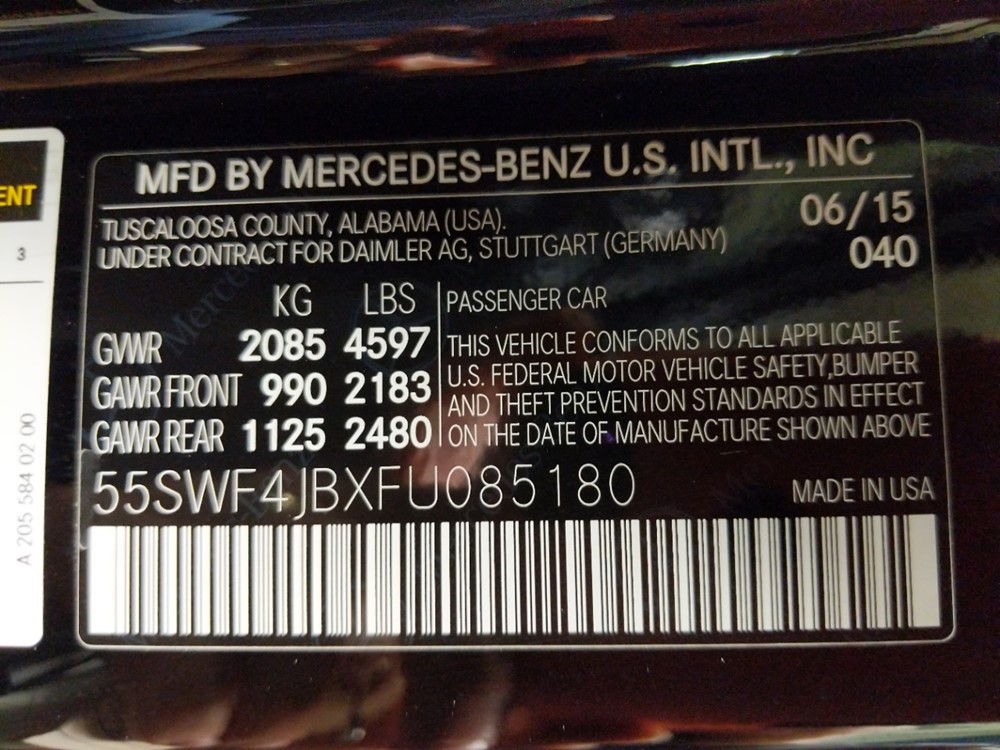 MFD BY MERCEDES-BENZ U.S. INTL., INC
TUSCALOOSA COUNTY, ALABAMA (USA).
06/15
UNDER CONTRACT FOR DAIMLER AG, STUTTGART (GERMANY)
040
KG LBS
GWWR 2085 4597
GAWR FRONT 990 2183
GAWR REAR 1125 2480
PASSENGER CAR
THIS VEHICLE CONFORMS TO ALL APPLICABLE
U.S. FEDERAL MOTOR VEHICLE SAFETY,BUMPER
AND THEFT PREVENTION STANDARDS IN EFFECT
ON THE DATE OF MANUFACTURE SHOWN ABOVE
55SWF4JBXFU085180
MADE IN USA
ENT
3
A 205 584 02 00